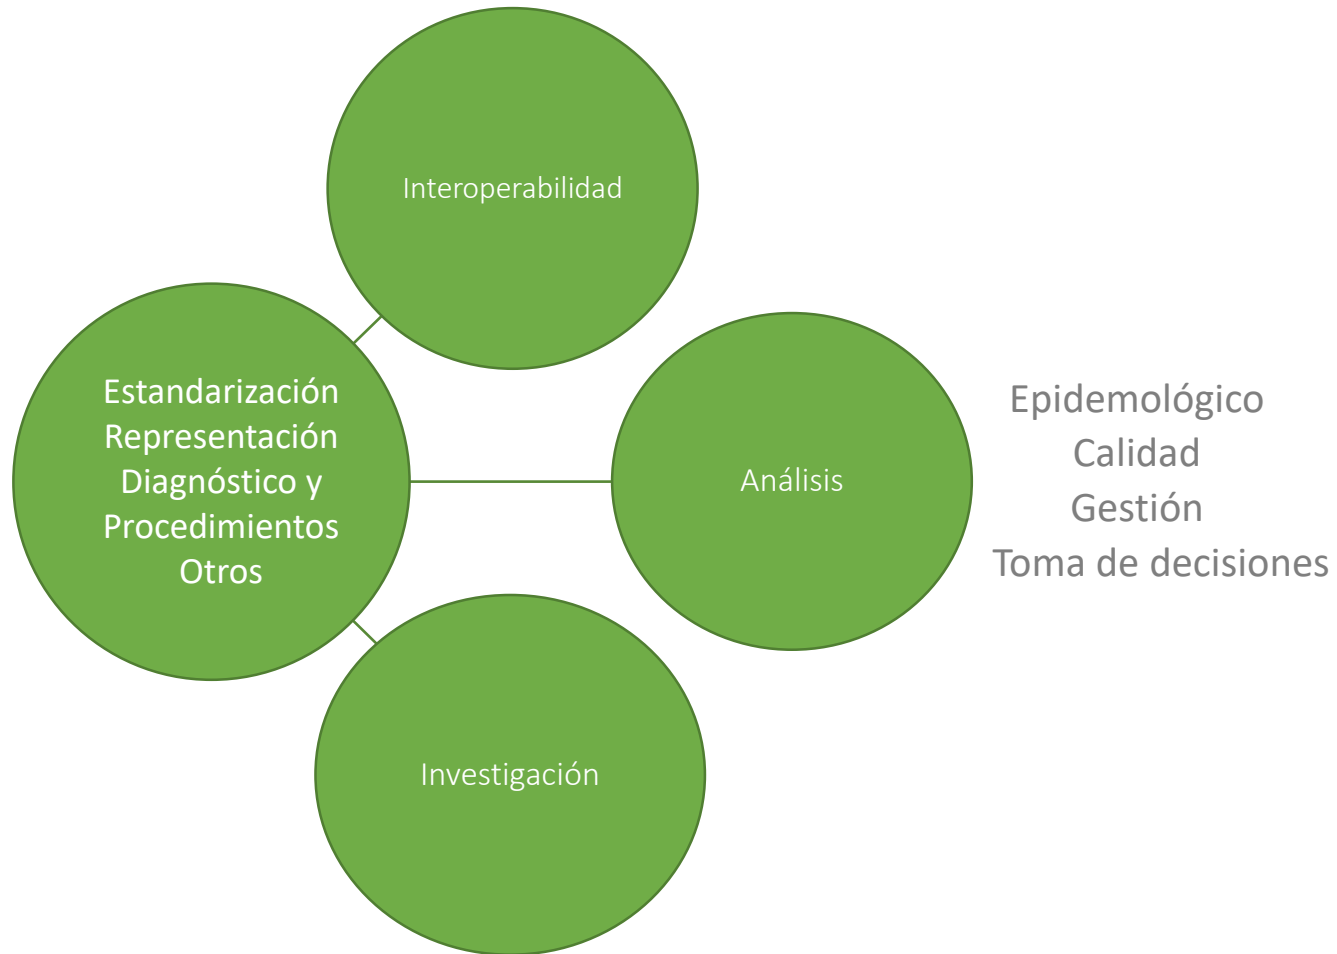 Interoperabilidad
Estandarización
Representación
Diagnóstico y
Procedimientos
Otros
Análisis
Epidemológico
Calidad
Gestión
Toma de decisiones
Investigación